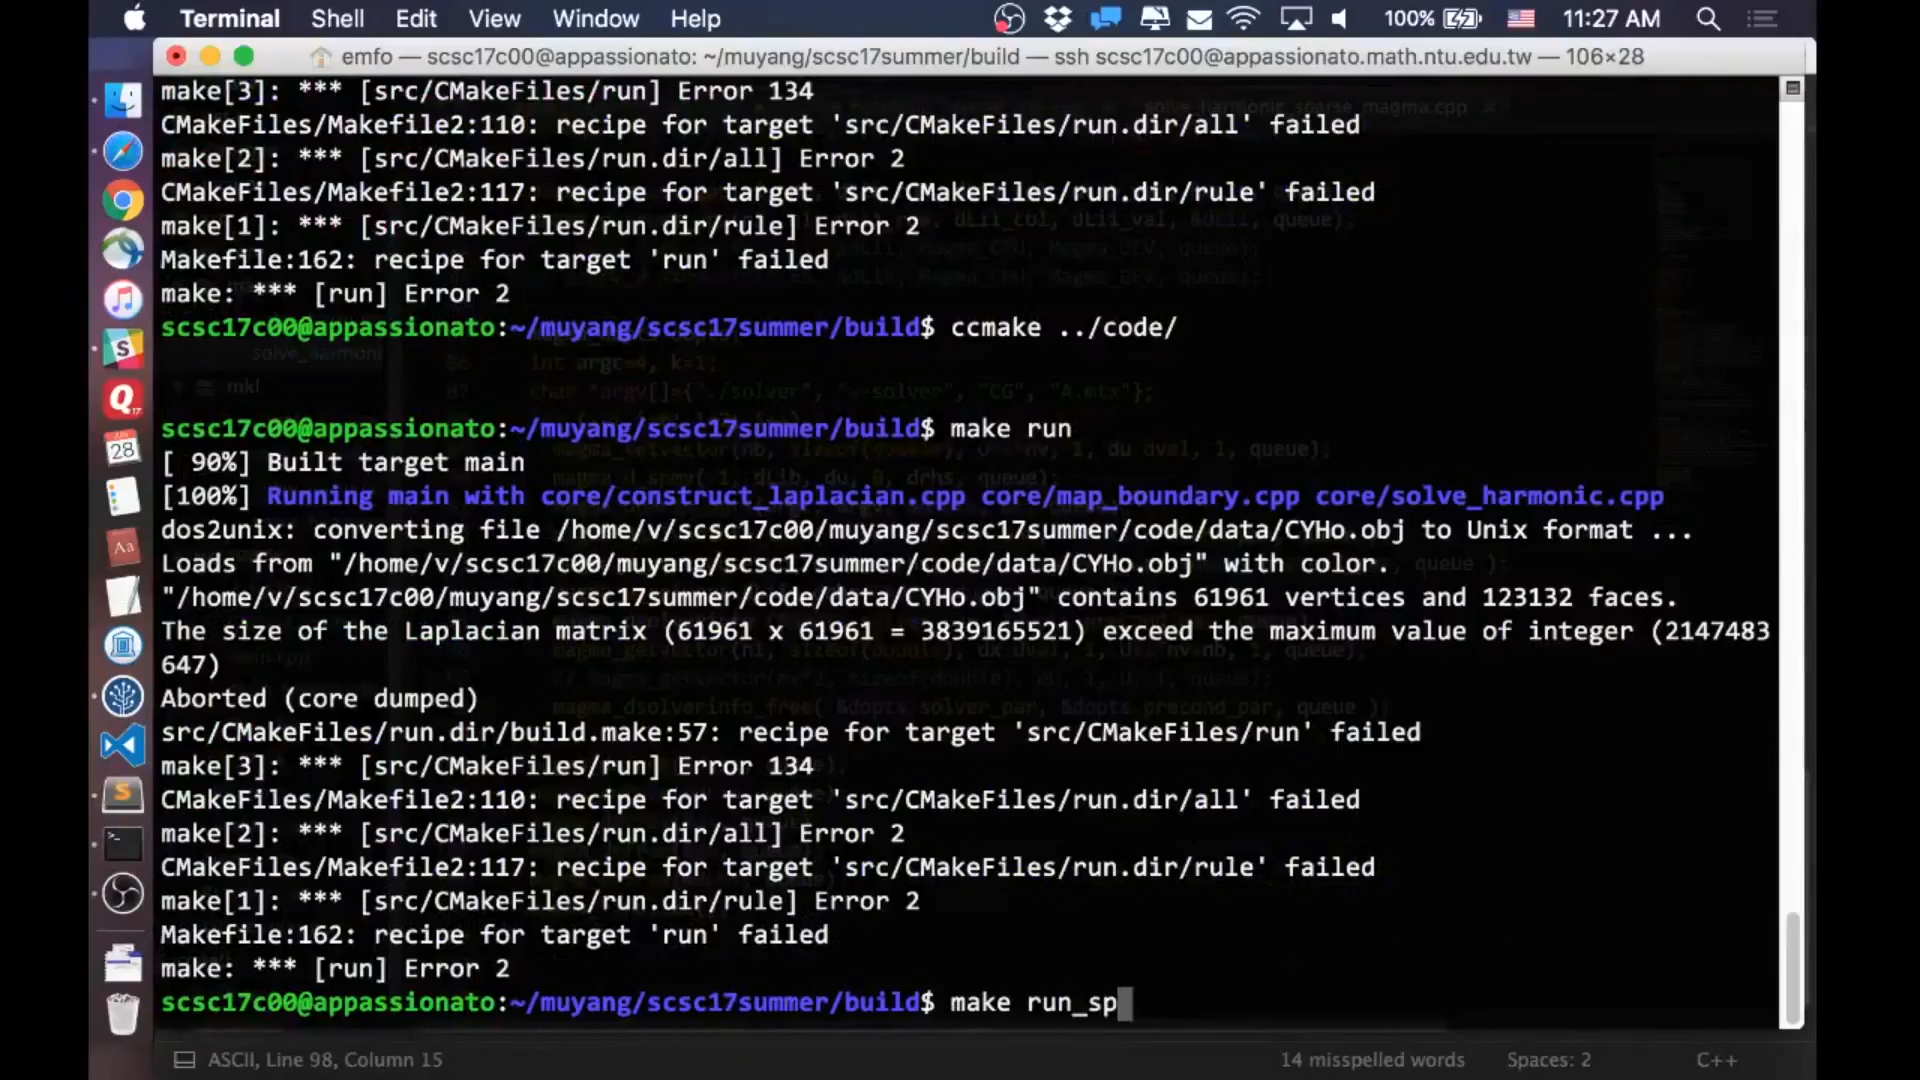 Terminal Shell Edit View Window Help 100% 11:27 AM
emfo — scsc17c00@appassionato: ~/muyang/scsc17summer/build — ssh scsc17c00@appassionato.math.ntu.edu.tw — 106×28
make[3]: *** [src/CMakeFiles/run] Error 134
CMakeFiles/Makefile2:110: recipe for target 'src/CMakeFiles/run.dir/all' failed
make[2]: *** [src/CMakeFiles/run.dir/all] Error 2
CMakeFiles/Makefile2:117: recipe for target 'src/CMakeFiles/run.dir/rule' failed
make[1]: *** [src/CMakeFiles/run.dir/rule] Error 2
Makefile:162: recipe for target 'run' failed
make: *** [run] Error 2
scsc17c00@appassionato:~/muyang/scsc17summer/build$ ccmake ../code/
scsc17c00@appassionato:~/muyang/scsc17summer/build$ make run
[ 90%] Built target main
[100%] Running main with core/construct_laplacian.cpp core/map_boundary.cpp core/solve_harmonic.cpp
dos2unix: converting file /home/v/scsc17c00/muyang/scsc17summer/code/data/CYHo.obj to Unix format ...
Loads from "/home/v/scsc17c00/muyang/scsc17summer/code/data/CYHo.obj" with color.
"/home/v/scsc17c00/muyang/scsc17summer/code/data/CYHo.obj" contains 61961 vertices and 123132 faces.
The size of the Laplacian matrix (61961 x 61961 = 3839165521) exceed the maximum value of integer (2147483
647)
Aborted (core dumped)
src/CMakeFiles/run.dir/build.make:57: recipe for target 'src/CMakeFiles/run' failed
make[3]: *** [src/CMakeFiles/run] Error 134
CMakeFiles/Makefile2:110: recipe for target 'src/CMakeFiles/run.dir/all' failed
make[2]: *** [src/CMakeFiles/run.dir/all] Error 2
CMakeFiles/Makefile2:117: recipe for target 'src/CMakeFiles/run.dir/rule' failed
make[1]: *** [src/CMakeFiles/run.dir/rule] Error 2
Makefile:162: recipe for target 'run' failed
make: *** [run] Error 2
scsc17c00@appassionato:~/muyang/scsc17summer/build$ make run_sp
ASCII, Line 98, Column 15 14 misspelled words Spaces: 2 C++